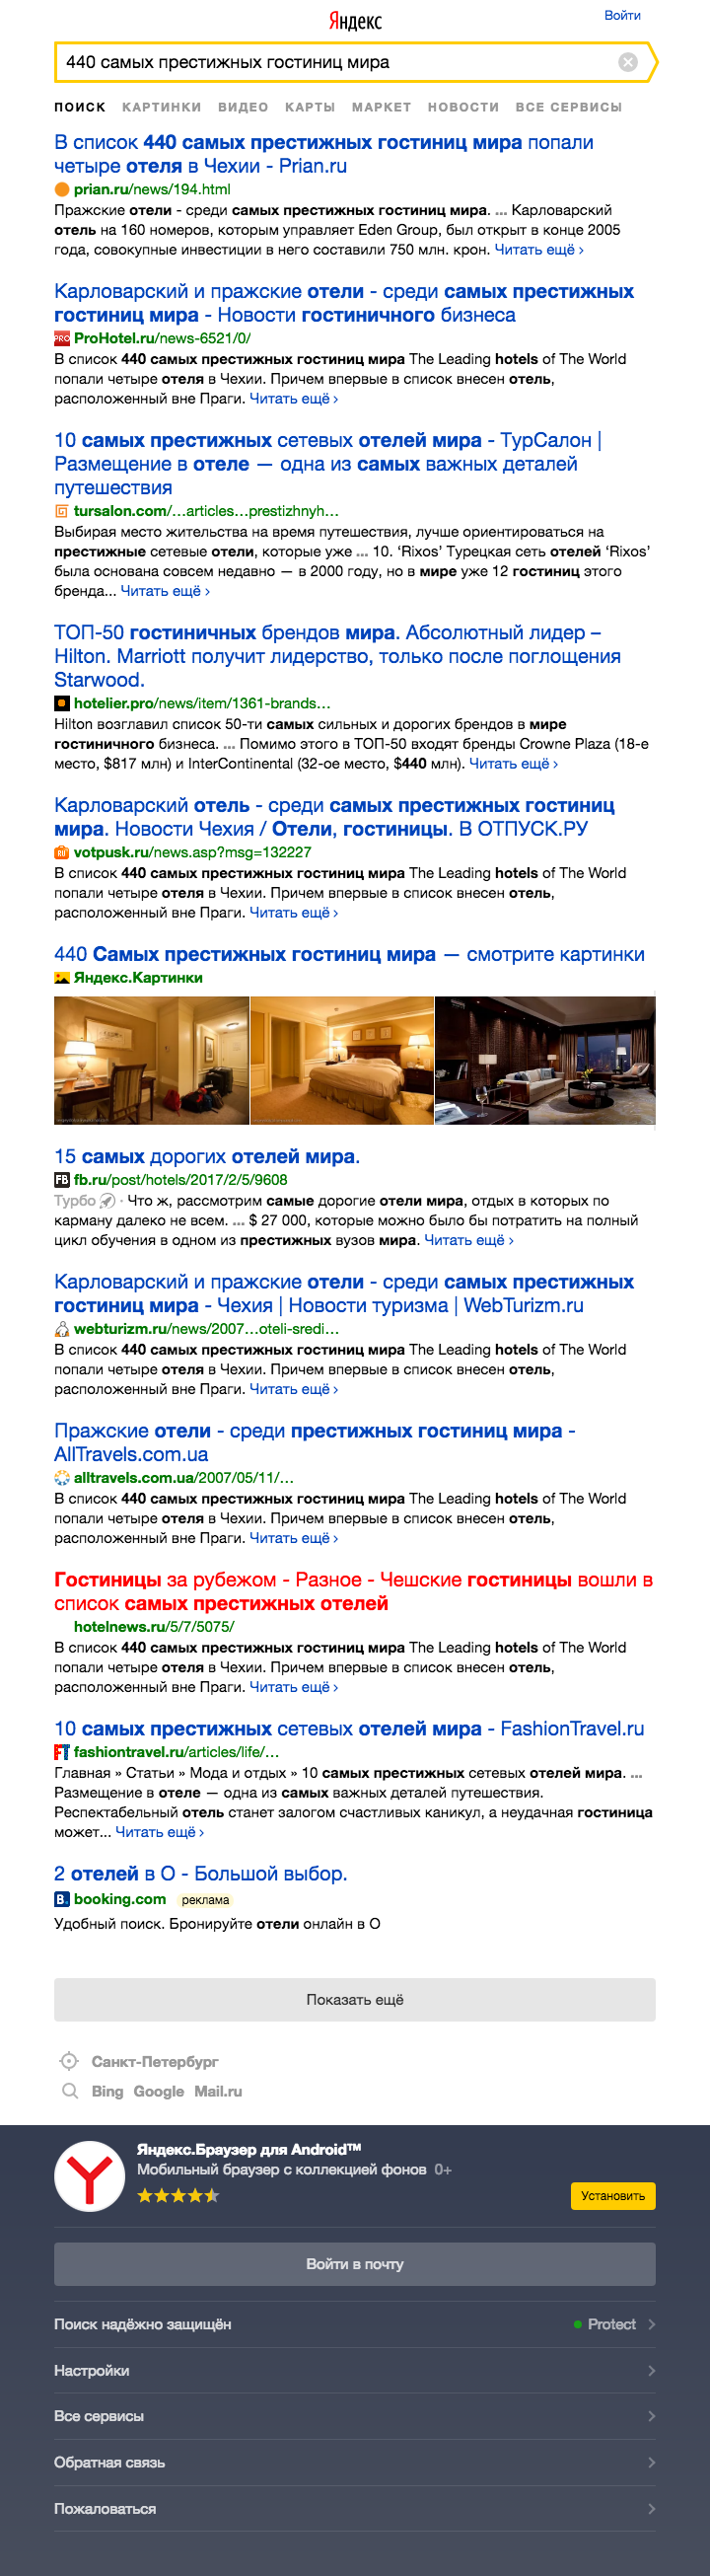 Яндекс
Войти
440 самых престижных гостиниц мира
ПОИСК КАРТИНКИ ВИДЕО КАРТЫ МАРКЕТ НОВОСТИ ВСЕ СЕРВИСЫ
В список 440 самых престижных гостиниц мира попали
четыре отеля в Чехии - Prian.ru
prian.ru/news/194.html
Пражские отели - среди самых престижных гостиниц мира. ... Карловарский
отель на 160 номеров, которым управляет Eden Group, был открыт в конце 2005
года, совокупные инвестиции в него составили 750 млн. крон. Читать ещё ›
Карловарский и пражские отели - среди самых престижных
гостиниц мира - Новости гостиничного бизнеса
PRO ProHotel.ru/news-6521/0/
В список 440 самых престижных гостиниц мира The Leading hotels of The World
попали четыре отеля в Чехии. Причем впервые в список внесен отель,
расположенный вне Праги. Читать ещё ›
10 самых престижных сетевых отелей мира - ТурСалон |
Размещение в отеле — одна из самых важных деталей
путешествия
tursalon.com/…articles…prestizhnyh…
Выбирая место жительства на время путешествия, лучше ориентироваться на
престижные сетевые отели, которые уже ... 10. ‘Rixos’ Турецкая сеть отелей ‘Rixos’
была основана совсем недавно — в 2000 году, но в мире уже 12 гостиниц этого
бренда... Читать ещё ›
ТОП-50 гостиничных брендов мира. Абсолютный лидер –
Hilton. Marriott получит лидерство, только после поглощения
Starwood.
hotelier.pro/news/item/1361-brands…
Hilton возглавил список 50-ти самых сильных и дорогих брендов в мире
гостиничного бизнеса. ... Помимо этого в ТОП-50 входят бренды Crowne Plaza (18-е
место, $817 млн) и InterContinental (32-ое место, $440 млн). Читать ещё ›
Карловарский отель - среди самых престижных гостиниц
мира. Новости Чехия / Отели, гостиницы. В ОТПУСК.РУ
RU votpusk.ru/news.asp?msg=132227
В список 440 самых престижных гостиниц мира The Leading hotels of The World
попали четыре отеля в Чехии. Причем впервые в список внесен отель,
расположенный вне Праги. Читать ещё ›
440 Самых престижных гостиниц мира — смотрите картинки
Яндекс.Картинки
15 самых дорогих отелей мира.
FB fb.ru/post/hotels/2017/2/5/9608
Турбо · Что ж, рассмотрим самые дорогие отели мира, отдых в которых по
карману далеко не всем. ... $ 27 000, которые можно было бы потратить на полный
цикл обучения в одном из престижных вузов мира. Читать ещё ›
Карловарский и пражские отели - среди самых престижных
гостиниц мира - Чехия | Новости туризма | WebTurizm.ru
webturizm.ru/news/2007…oteli-sredi…
В список 440 самых престижных гостиниц мира The Leading hotels of The World
попали четыре отеля в Чехии. Причем впервые в список внесен отель,
расположенный вне Праги. Читать ещё ›
Пражские отели - среди престижных гостиниц мира -
AllTravels.com.ua
alltravels.com.ua/2007/05/11/…
В список 440 самых престижных гостиниц мира The Leading hotels of The World
попали четыре отеля в Чехии. Причем впервые в список внесен отель,
расположенный вне Праги. Читать ещё ›
Гостиницы за рубежом - Разное - Чешские гостиницы вошли в
список самых престижных отелей
hotelnews.ru/5/7/5075/
В список 440 самых престижных гостиниц мира The Leading hotels of The World
попали четыре отеля в Чехии. Причем впервые в список внесен отель,
расположенный вне Праги. Читать ещё ›
10 самых престижных сетевых отелей мира - FashionTravel.ru
FT fashiontravel.ru/articles/life/…
Главная » Статьи » Мода и отдых » 10 самых престижных сетевых отелей мира. ...
Размещение в отеле — одна из самых важных деталей путешествия.
Респектабельный отель станет залогом счастливых каникул, а неудачная гостиница
может... Читать ещё ›
2 отелей в О - Большой выбор.
B. booking.com реклама
Удобный поиск. Бронируйте отели онлайн в О
Показать ещё
Санкт-Петербург
Bing Google Mail.ru
Яндекс.Браузер для Android™
Мобильный браузер с коллекцией фонов 0+
Установить
Войти в почту
Поиск надёжно защищён Protect
Настройки
Все сервисы
Обратная связь
Пожаловаться